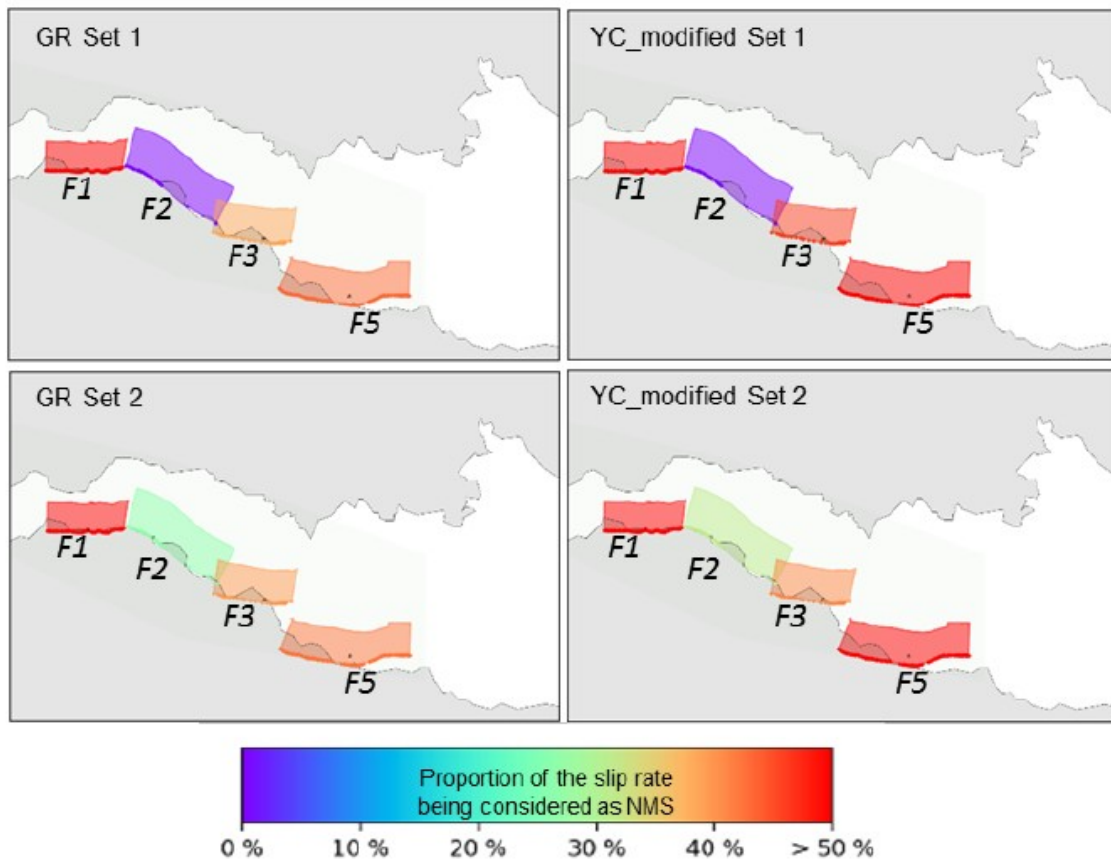 GR Set 1
F1
F2
F3
F5
YC_modified Set 1
F1
F2
F3
F5
GR Set 2
F1
F2
F3
F5
YC_modified Set 2
F1
F2
F3
F5
Proportion of the slip rate
being considered as NMS
0 % 10 % 20 % 30 % 40 % > 50 %